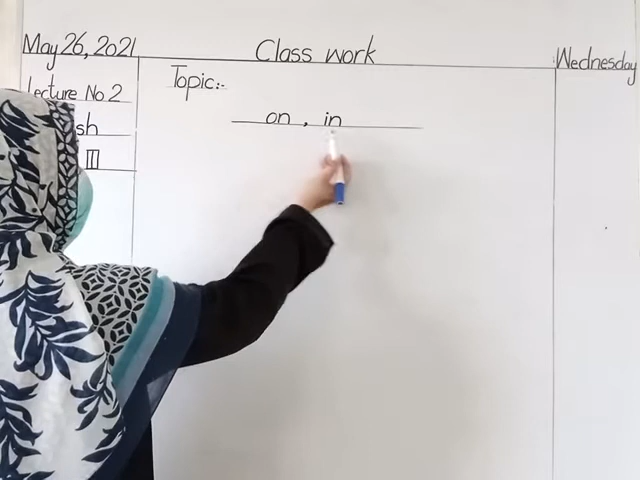 May 26, 2021 Class work Wednesday
Lecture No 2
Topic:-
on , in
sh
III